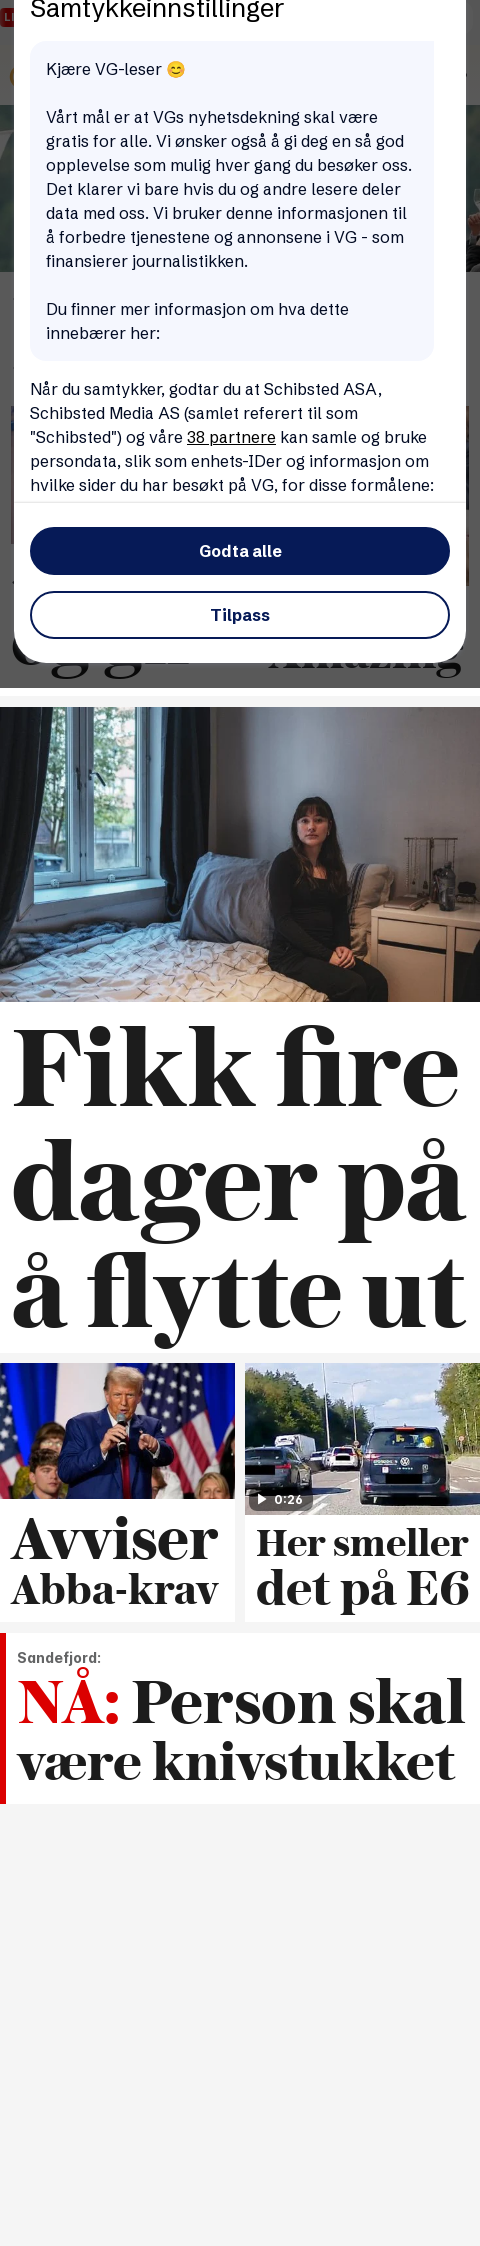 Samtykkeinnstillinger
Kjære VG-leser 😊
Vårt mål er at VGs nyhetsdekning skal være
gratis for alle. Vi ønsker også å gi deg en så god
opplevelse som mulig hver gang du besøker oss.
Det klarer vi bare hvis du og andre lesere deler
data med oss. Vi bruker denne informasjonen til
å forbedre tjenestene og annonsene i VG - som
finansierer journalistikken.
Du finner mer informasjon om hva dette
innebærer her:
Når du samtykker, godtar du at Schibsted ASA,
Schibsted Media AS (samlet referert til som
"Schibsted") og våre 38 partnere kan samle og bruke
persondata, slik som enhets-IDer og informasjon om
hvilke sider du har besøkt på VG, for disse formålene:
Godta alle
Tilpass
Fikk fire
dager på
å flytte ut
0:26
Avviser
Abba-krav
Her smeller
det på E6
Sandefjord:
NÅ: Person skal
være knivstukket